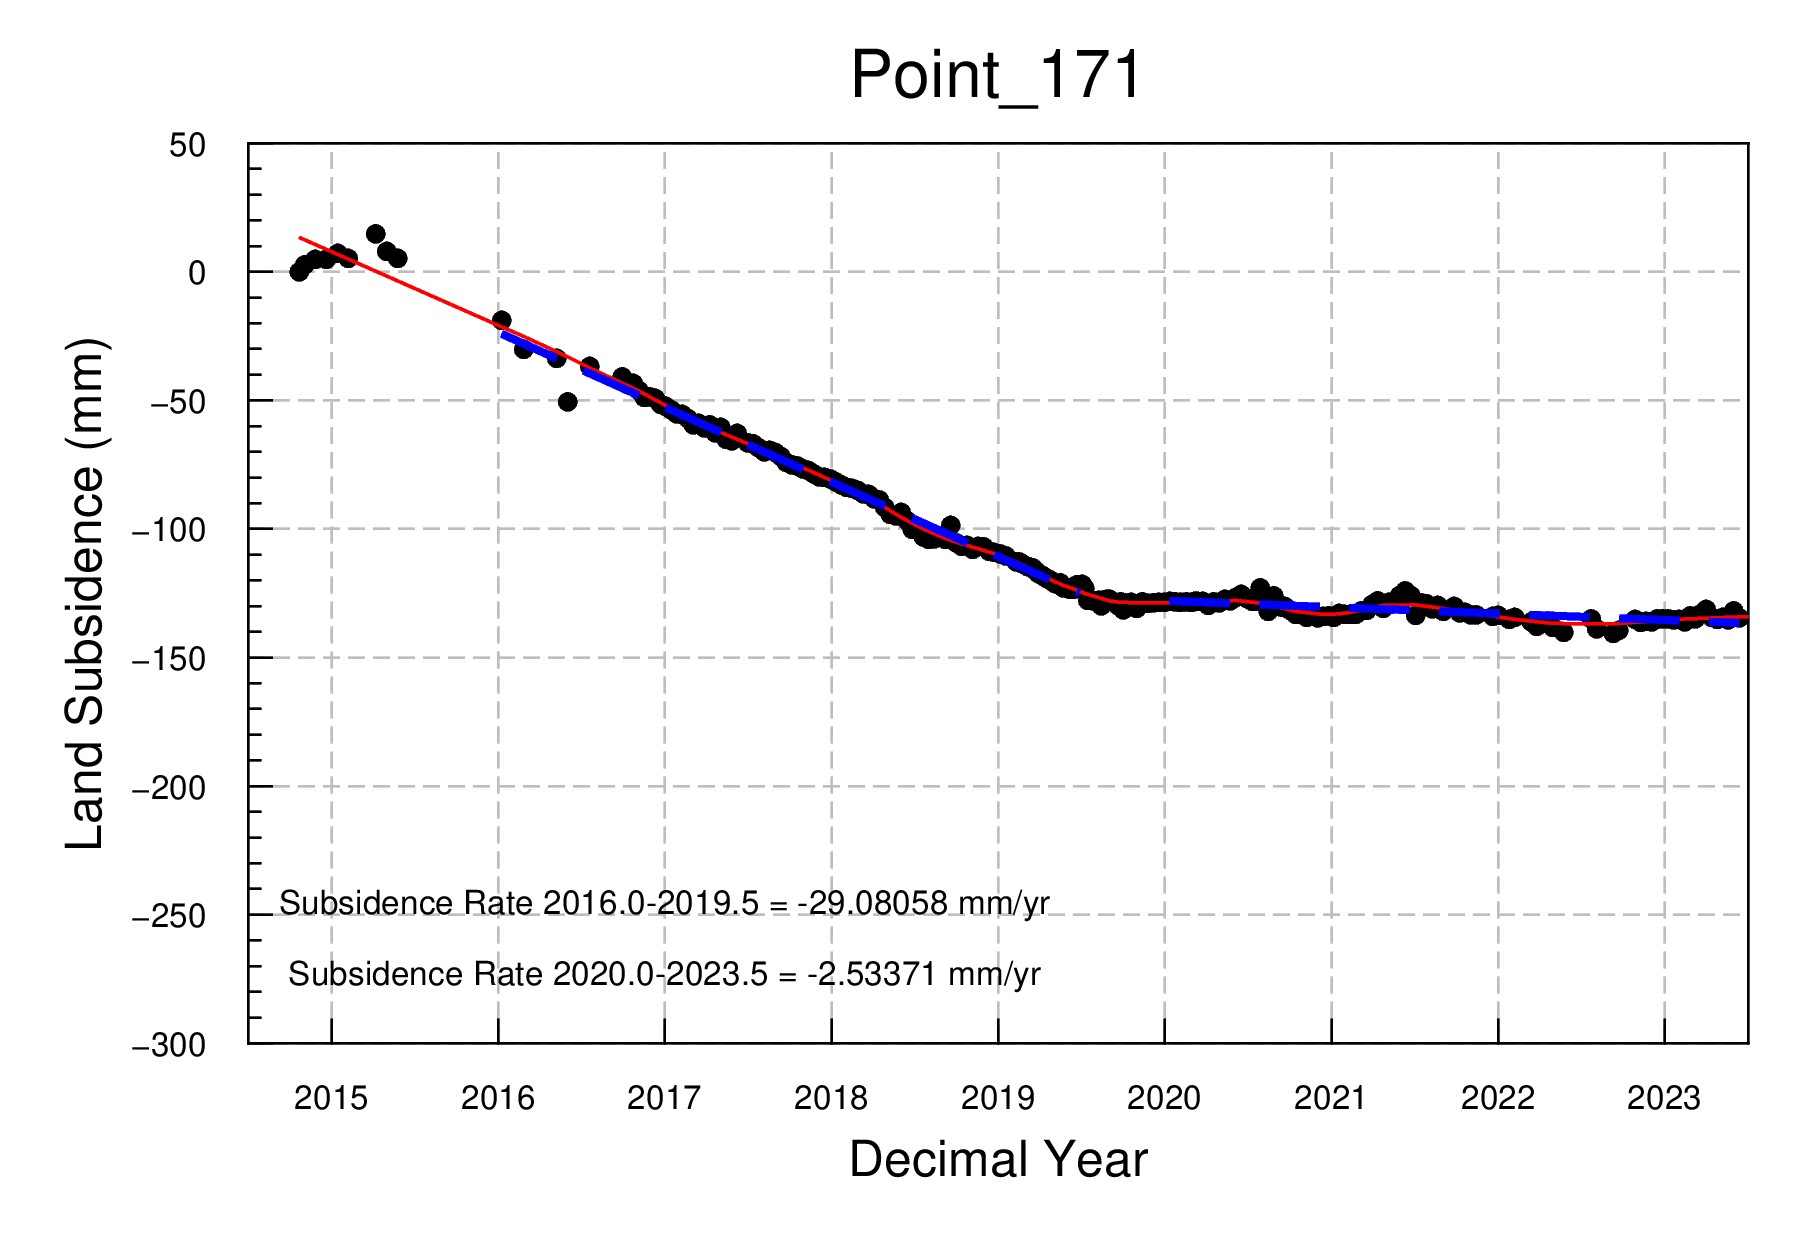 Point_171
50
0
−50
−100
−150
−200
−250
−300
Land Subsidence (mm)
Subsidence Rate 2016.0-2019.5 = -29.08058 mm/yr
Subsidence Rate 2020.0-2023.5 = -2.53371 mm/yr
2015 2016 2017 2018 2019 2020 2021 2022 2023
Decimal Year